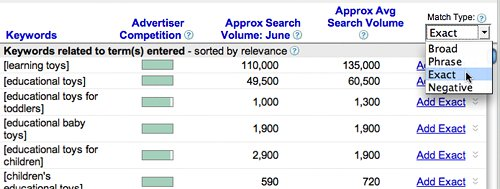 Keywords Advertiser Competition ? Approx Search Volume: June ? Approx Avg Search Volume ? Match Type: ?
Exact
Broad
Phrase
Exact
Negative
Keywords related to term(s) entered - sorted by relevance ?
[learning toys] 110,000 135,000 Ad
[educational toys] 49,500 60,500 Ad
[educational toys for toddlers] 1,000 1,300 Add Exact
[educational baby toys] 1,900 1,900 Add Exact
[educational toys for children] 2,900 1,900 Add Exact
[children's educational toys] 590 720 Add Exact